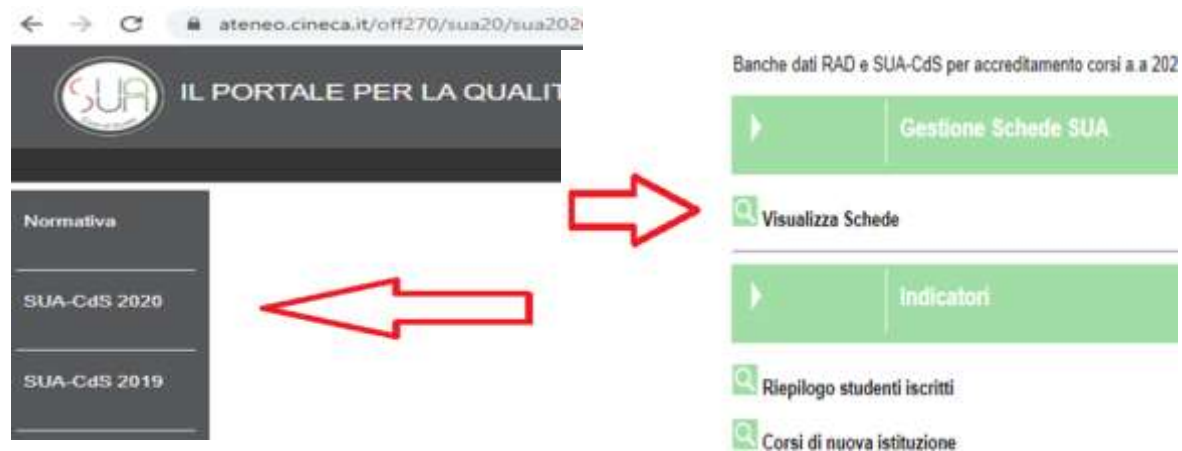 ateneo.cineca.it/off270/sua20/sua202
SUA
IL PORTALE PER LA QUALIT
Normativa
SUA-CdS 2020
SUA-CdS 2019
Banche dati RAD e SUA-CdS per accreditamento corsi a.a 202
Gestione Schede SUA
Visualizza Schede
Indicatori
Riepilogo studenti iscritti
Corsi di nuova istituzione